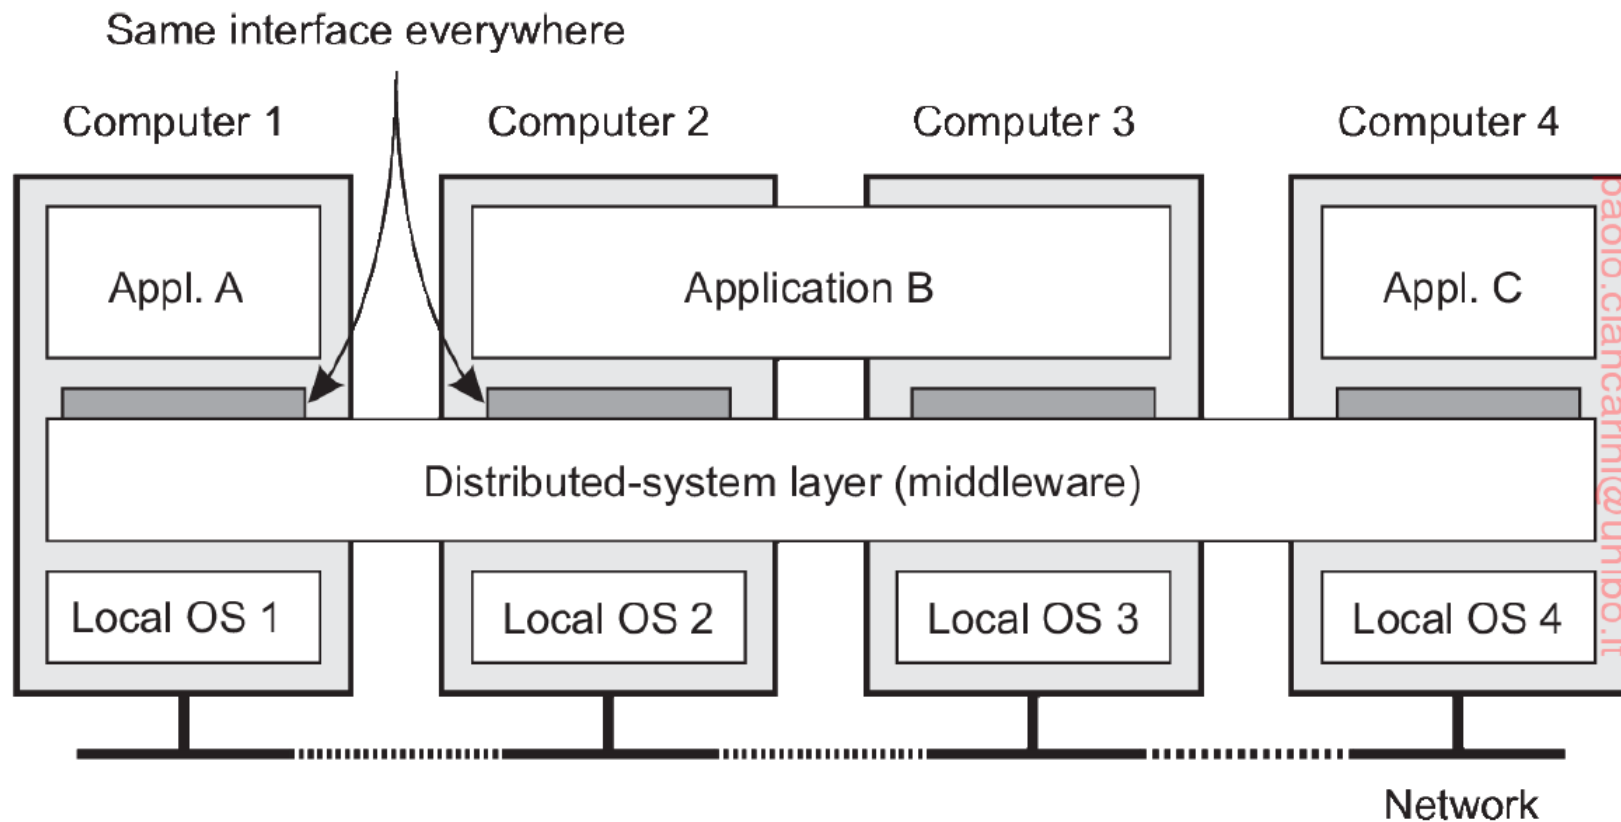 Same interface everywhere
Computer 1
Computer 2
Computer 3
Computer 4
Appl. A
Application B
Appl. C
Distributed-system layer (middleware)
Local OS 1
Local OS 2
Local OS 3
Local OS 4
Network
paolo.ciancarini@unibo.it